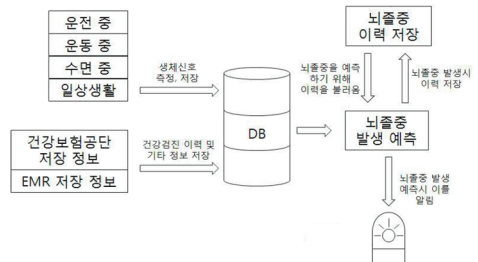 운전 중
운동 중
수면 중
일상생활
생체신호
측정, 저장
건강보험공단
저장 정보
EMR 저장 정보
건강검진 이력 및
기타 정보 저장
DB
뇌졸중
이력 저장
뇌졸중을 예측
하기 위해
이력을 불러옴
뇌졸중 발생시
이력 저장
뇌졸중
발생 예측
뇌졸중 발생
예측시 이를
알림